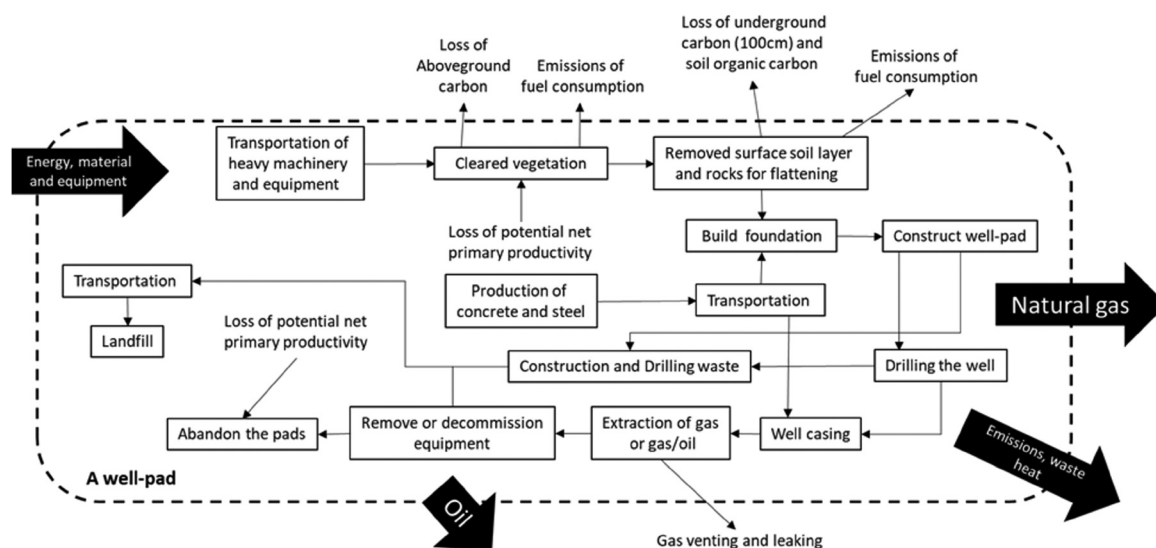 Loss of
Aboveground
carbon
Emissions of
fuel consumption
Loss of underground
carbon (100cm) and
soil organic carbon
Emissions
of fuel consumption
Energy, material
and equipment
Transportation of
heavy machinery
and equipment
Cleared vegetation
Removed surface soil layer
and rocks for flattening
Loss of potential net
primary productivity
Build foundation
Construct well-pad
Transportation
Landfill
Production of
concrete and steel
Transportation
Natural gas
Loss of potential net
primary productivity
Construction and Drilling waste
Drilling the well
Abandon the pads
Remove or decommission
equipment
Extraction of gas
or gas/oil
Well casing
Emissions, waste
heat
A well-pad
Oil
Gas venting and leaking